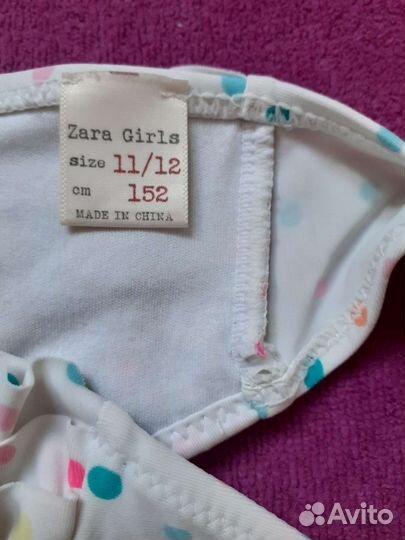 Zara Girls
size 11/12
cm 152
MADE IN CHINA
Avito